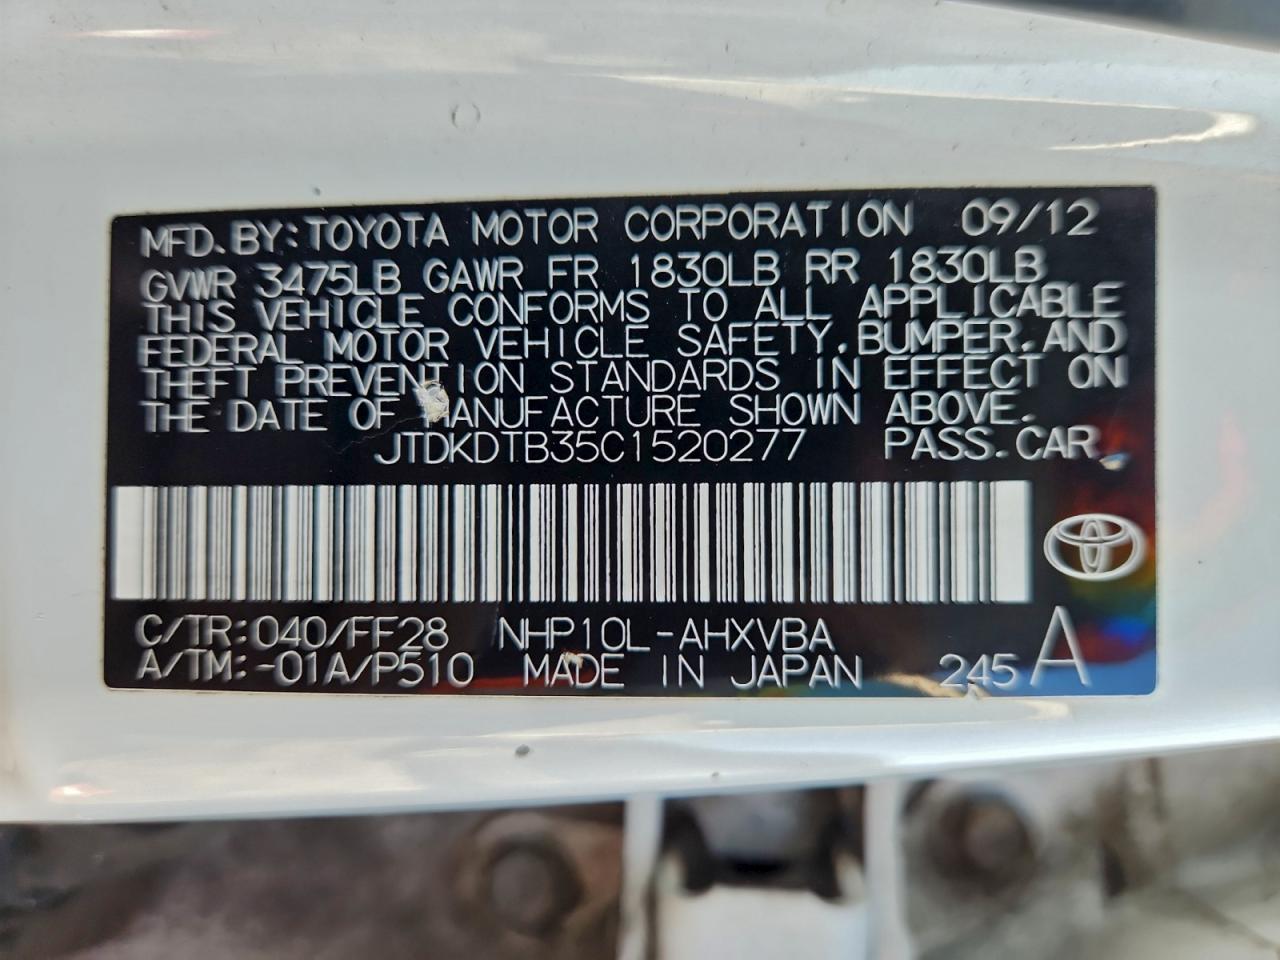 MFD. BY: TOYOTA MOTOR CORPORATION 09/12
GVWR 3475LB GAWR FR 1830LB RR 1830LB
THIS VEHICLE CONFORMS TO ALL APPLICABLE
FEDERAL MOTOR VEHICLE SAFETY, BUMPER, AND
THEFT PREVENTION STANDARDS IN EFFECT ON
THE DATE OF MANUFACTURE SHOWN ABOVE.
JTDKDTB35C1520277 PASS. CAR
C/TR: 040/FF28 NHP10L-AHXVBA
A/TM: -01A/P510 MADE IN JAPAN 245 A